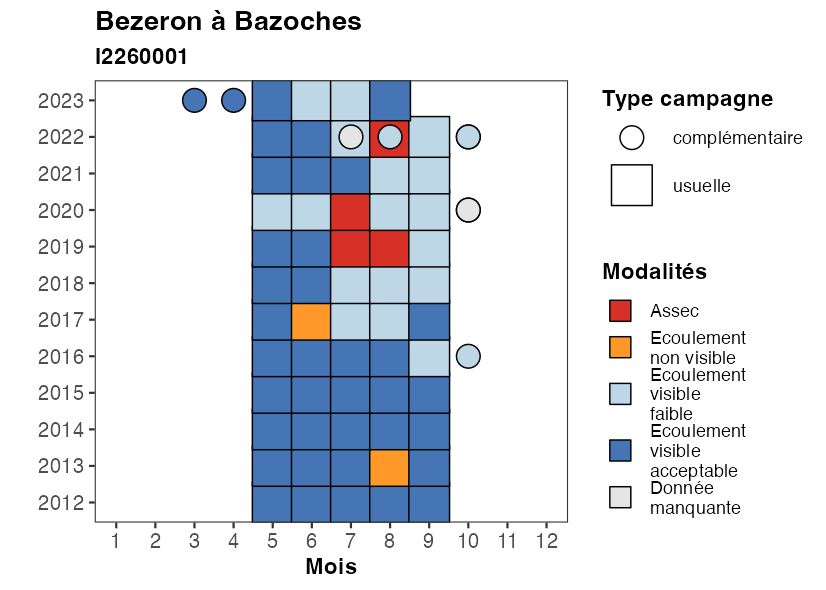 Bezeron à Bazoches
I2260001
2023
2022
2021
2020
2019
2018
2017
2016
2015
2014
2013
2012
1 2 3 4 5 6 7 8 9 10 11 12
Mois
Type campagne
complémentaire
usuelle
Modalités
Assec
Ecoulement
non visible
Ecoulement
visible
faible
Ecoulement
visible
acceptable
Donnée
manquante